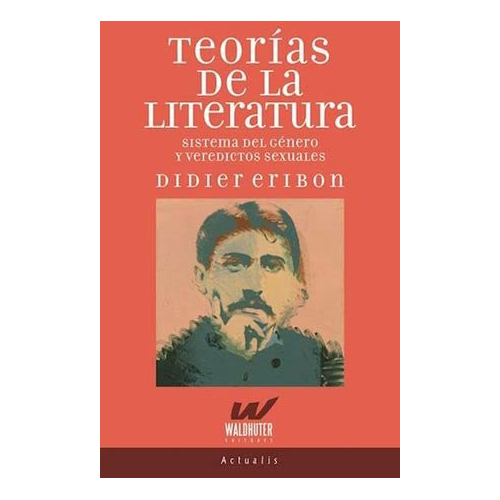 Teorías
de la
Literatura
Sistema del género
y veredictos sexuales
Didier Eribon
WALDHUTER
EDITORES
Actualis